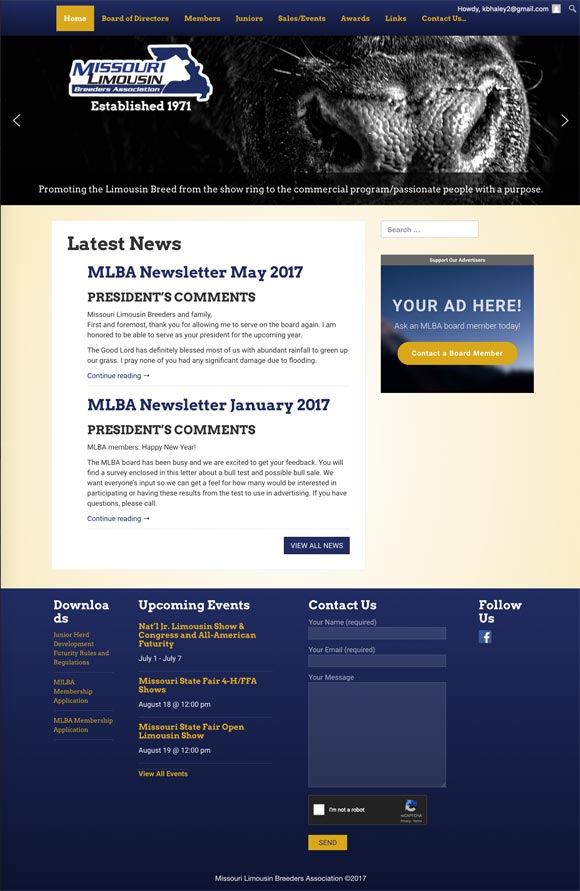 Howdy, kbhaley2@gmail.com
Home Board of Directors Members Juniors Sales/Events Awards Links Contact Us...
MISSOURI
LIMOUSIN
Breeders Association
Established 1971
Promoting the Limousin Breed from the show ring to the commercial program/passionate people with a purpose.
Latest News
MLBA Newsletter May 2017
PRESIDENT'S COMMENTS
Missouri Limousin Breeders and family,
First and foremost, thank you for allowing me to serve on the board again. I am
honored to be able to serve as your president for the upcoming year.
The Good Lord has definitely blessed most of us with abundant rainfall to green up
our grass. I pray none of you had any significant damage due to flooding.
Continue reading →
MLBA Newsletter January 2017
PRESIDENT'S COMMENTS
MLBA members: Happy New Year!
The MLBA board has been busy and we are excited to get your feedback. You will
find a survey enclosed in this letter about a bull test and possible bull sale. We
want everyone's input so we can get a feel for how many would be interested in
participating or having these results from the test to use in advertising. If you have
questions, please call.
Continue reading →
VIEW ALL NEWS
Search ...
Support Our Advertisers
YOUR AD HERE!
Ask an MLBA board member today!
Contact a Board Member
Downloa
ds
Junior Herd
Development
Futurity Rules and
Regulations
MILBA
Membership
Application
MLBA Membership
Application
Upcoming Events
Nat'l Jr. Limousin Show &
Congress and All-American
Futurity
July 1 - July 7
Missouri State Fair 4-H/FFA
Shows
August 18 @ 12:00 pm
Missouri State Fair Open
Limousin Show
August 19 @ 12:00 pm
View All Events
Contact Us
Your Name (required)
Your Email (required)
Your Message
I'm not a robot
reCAPTCHA
Privacy - Terms
SEND
Follow
Us
Missouri Limousin Breeders Association ©2017